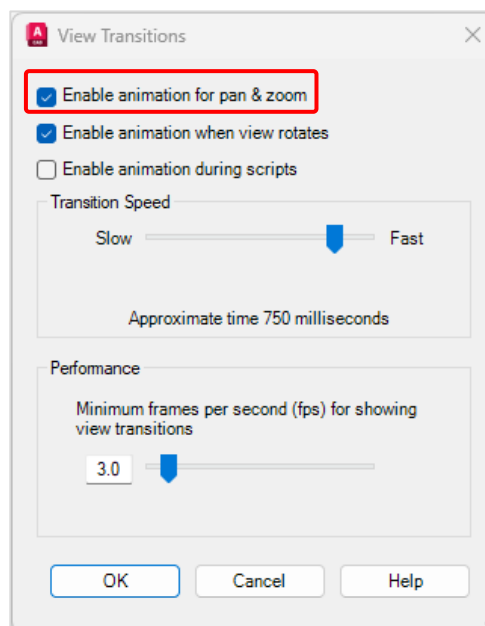 A
CAD
View Transitions
Enable animation for pan & zoom
Enable animation when view rotates
Enable animation during scripts
Transition Speed
Slow Fast
Approximate time 750 milliseconds
Performance
Minimum frames per second (fps) for showing
view transitions
3.0
OK Cancel Help